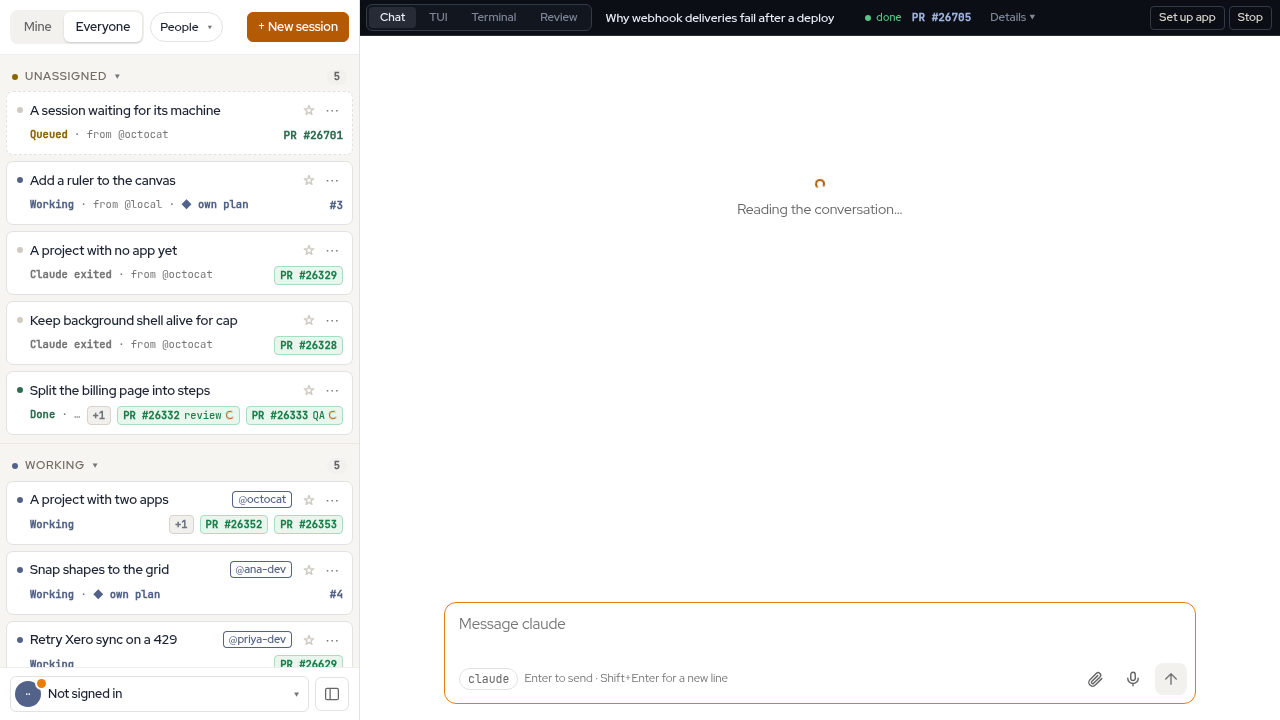 Mine Everyone People ▾ + New session
UNASSIGNED ▾ 5
A session waiting for its machine
Queued · from @octocat PR #26701
Add a ruler to the canvas
Working · from @local · ◆ own plan #3
A project with no app yet
Claude exited · from @octocat PR #26329
Keep background shell alive for cap
Claude exited · from @octocat PR #26328
Split the billing page into steps
Done · … +1 PR #26332 review PR #26333 QA
WORKING ▾ 5
A project with two apps @octocat
Working +1 PR #26352 PR #26353
Snap shapes to the grid @ana-dev
Working · ◆ own plan #4
Retry Xero sync on a 429 @priya-dev
Working PR #26629
Not signed in ▾
Chat TUI Terminal Review Why webhook deliveries fail after a deploy done PR #26705 Details ▾ Set up app Stop
Reading the conversation...
Message claude
claude Enter to send · Shift+Enter for a new line